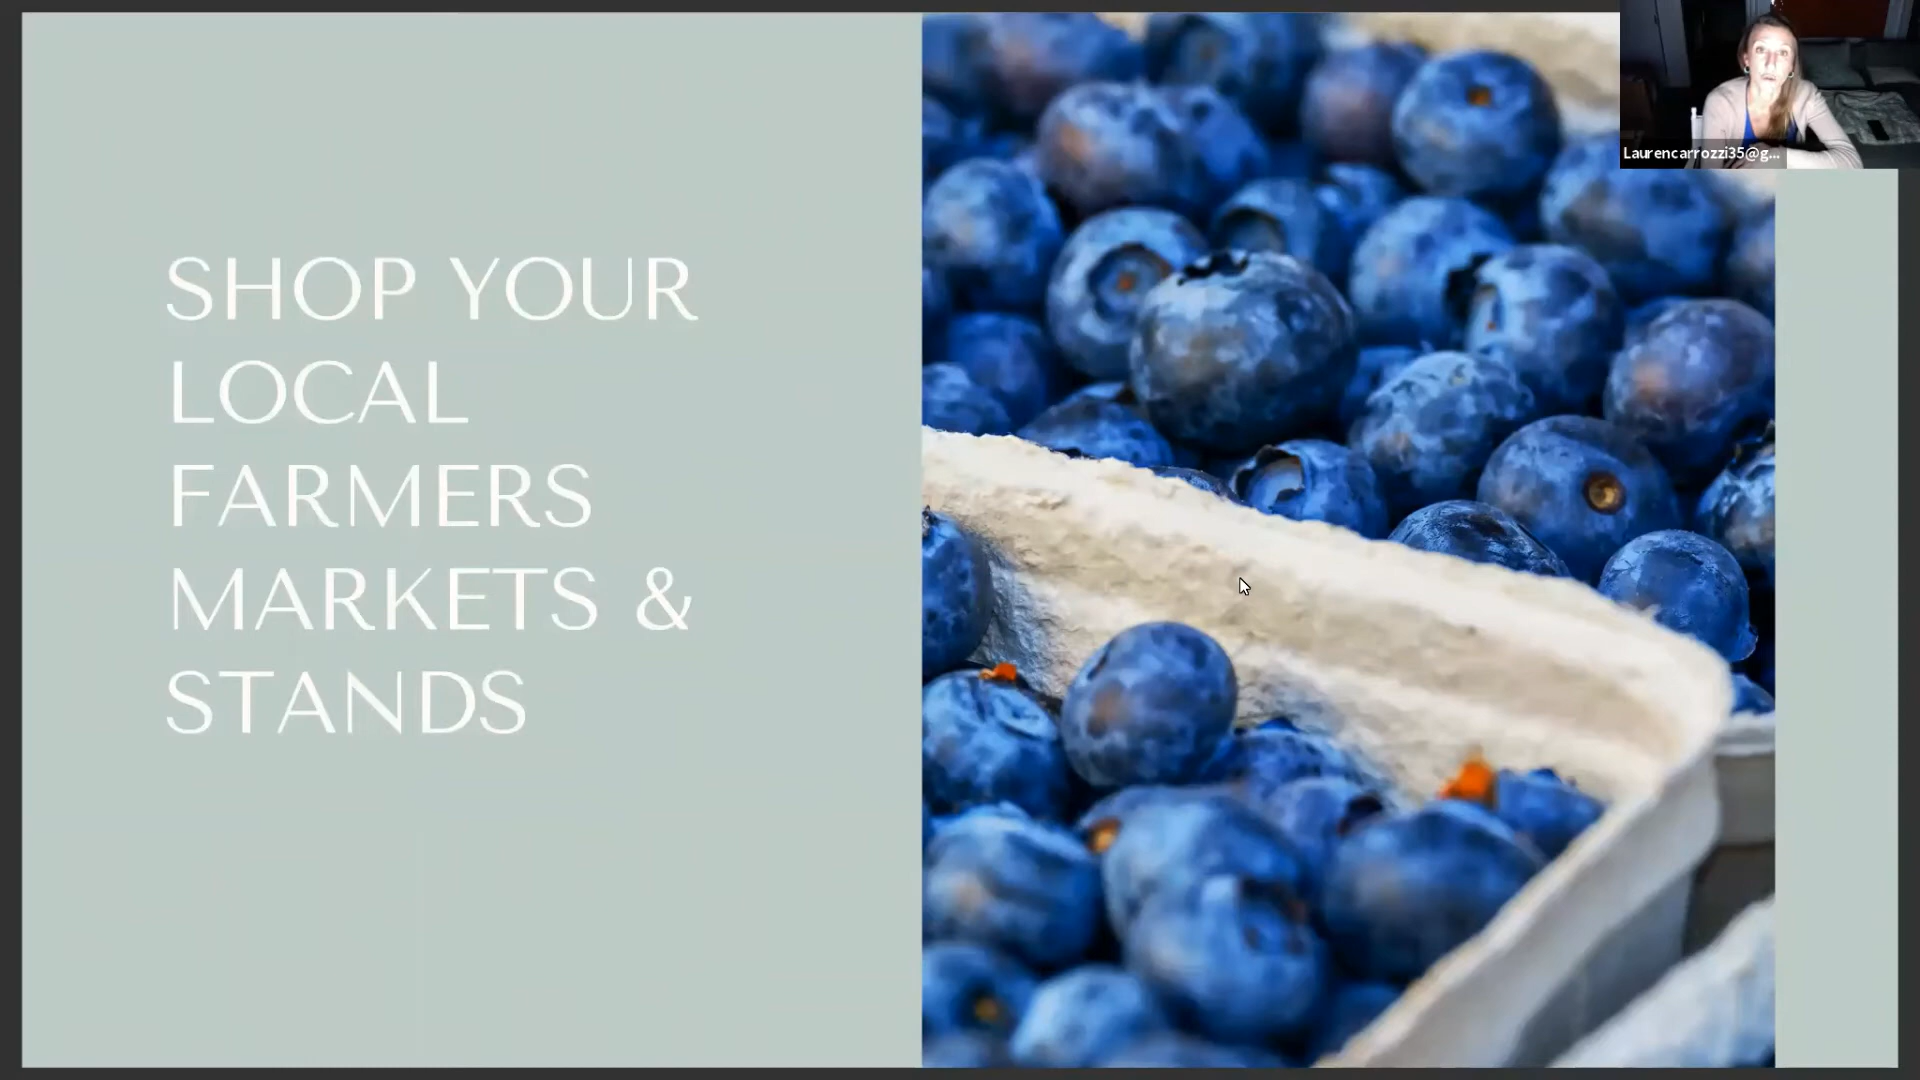 SHOP YOUR
LOCAL
FARMERS
MARKETS &
STANDS
Laurencarrozzi35@g...